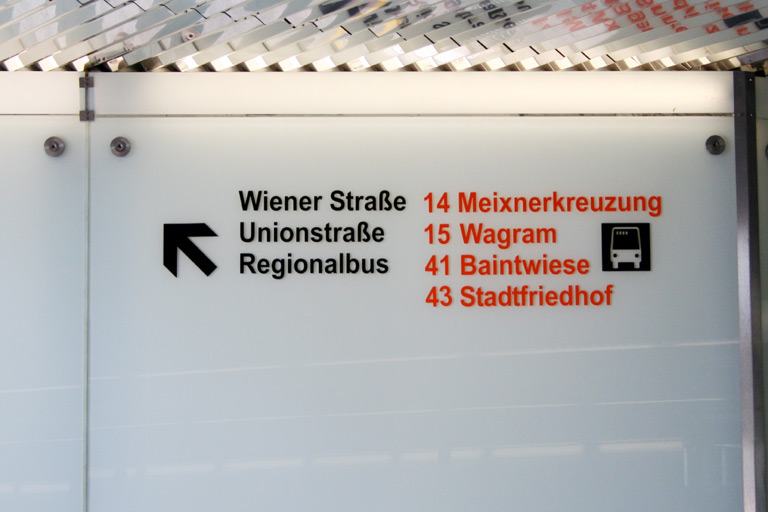 Wiener Straße
Unionstraße
Regionalbus
14 Meixnerkreuzung
15 Wagram
41 Baintwiese
43 Stadtfriedhof